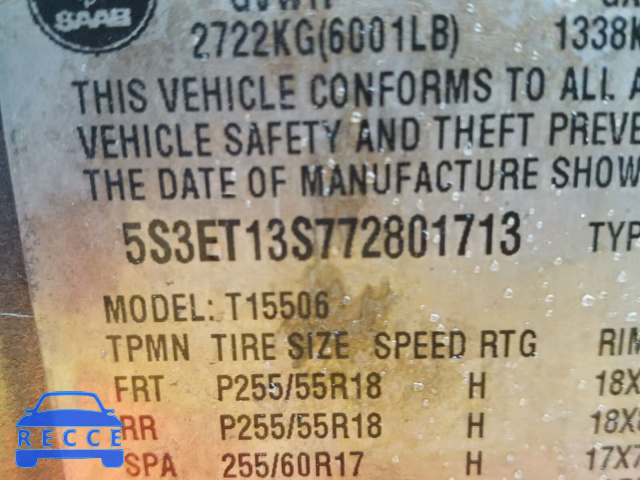 SAAB
GVWR
2722KG(6001LB) 1338K
THIS VEHICLE CONFORMS TO ALL A
VEHICLE SAFETY AND THEFT PREVE
THE DATE OF MANUFACTURE SHOW
5S3ET13S772801713 TYP
MODEL: T15506
TPMN TIRE SIZE SPEED RTG RIM
FRT P255/55R18 H 18X
RR P255/55R18 H 18X
SPA 255/60R17 H 17X7
RECCE